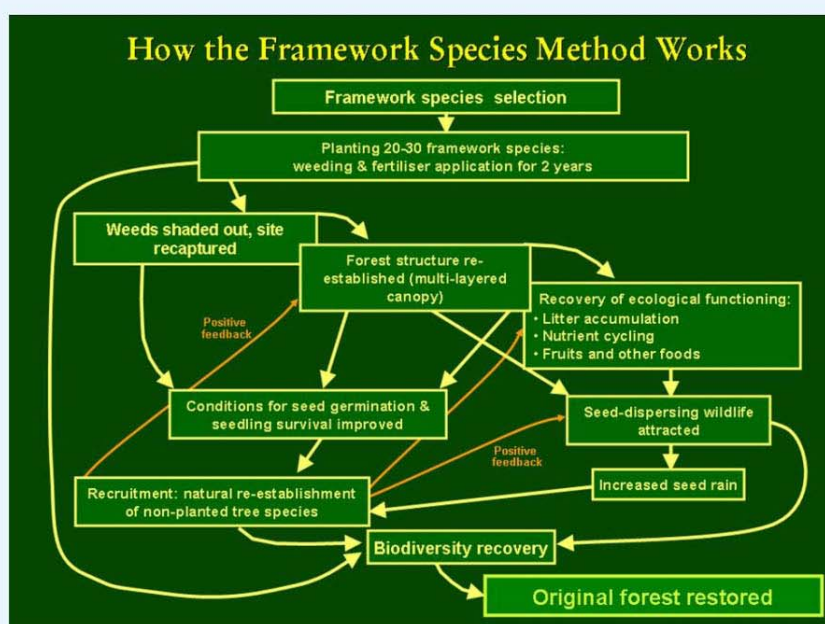 How the Framework Species Method Works
Framework species selection
Planting 20-30 framework species:
weeding & fertiliser application for 2 years
Weeds shaded out, site
recaptured
Forest structure re-
established (multi-layered
canopy)
Recovery of ecological functioning:
• Litter accumulation
• Nutrient cycling
• Fruits and other foods
Positive
feedback
Conditions for seed germination &
seedling survival improved
Seed-dispersing wildlife
attracted
Positive
feedback
Recruitment: natural re-establishment
of non-planted tree species
Increased seed rain
Biodiversity recovery
Original forest restored